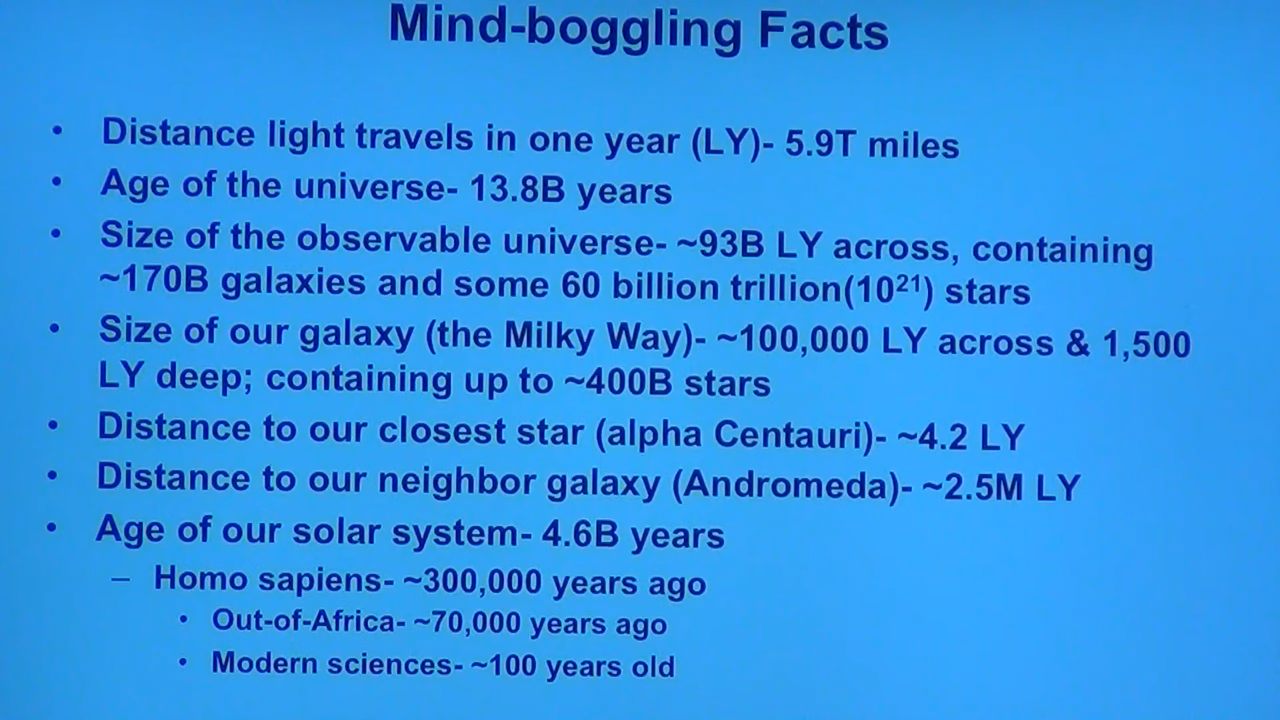 Mind-boggling Facts
• Distance light travels in one year (LY)- 5.9T miles
• Age of the universe- 13.8B years
• Size of the observable universe- ~93B LY across, containing
~170B galaxies and some 60 billion trillion(10²¹) stars
• Size of our galaxy (the Milky Way)- ~100,000 LY across & 1,500
LY deep; containing up to ~400B stars
• Distance to our closest star (alpha Centauri)- ~4.2 LY
• Distance to our neighbor galaxy (Andromeda)- ~2.5M LY
• Age of our solar system- 4.6B years
– Homo sapiens- ~300,000 years ago
• Out-of-Africa- ~70,000 years ago
• Modern sciences- ~100 years old